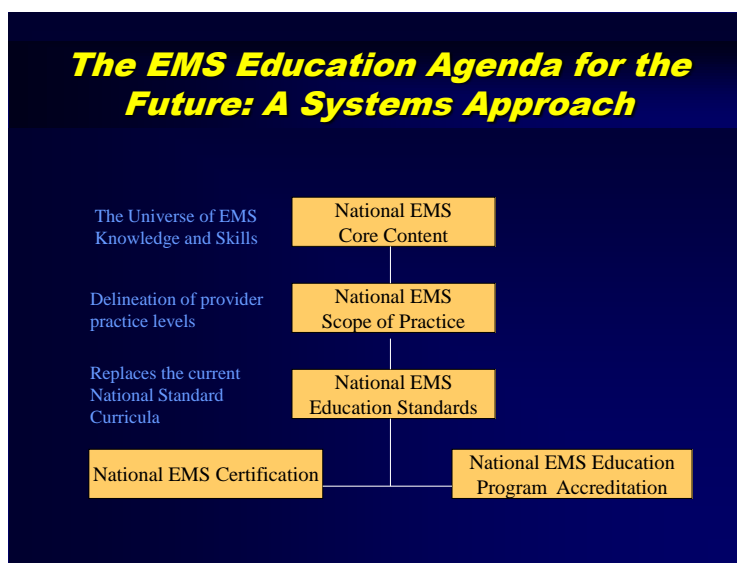 The EMS Education Agenda for the
Future: A Systems Approach
The Universe of EMS
Knowledge and Skills
National EMS
Core Content
Delineation of provider
practice levels
National EMS
Scope of Practice
Replaces the current
National Standard
Curricula
National EMS
Education Standards
National EMS Certification
National EMS Education
Program Accreditation